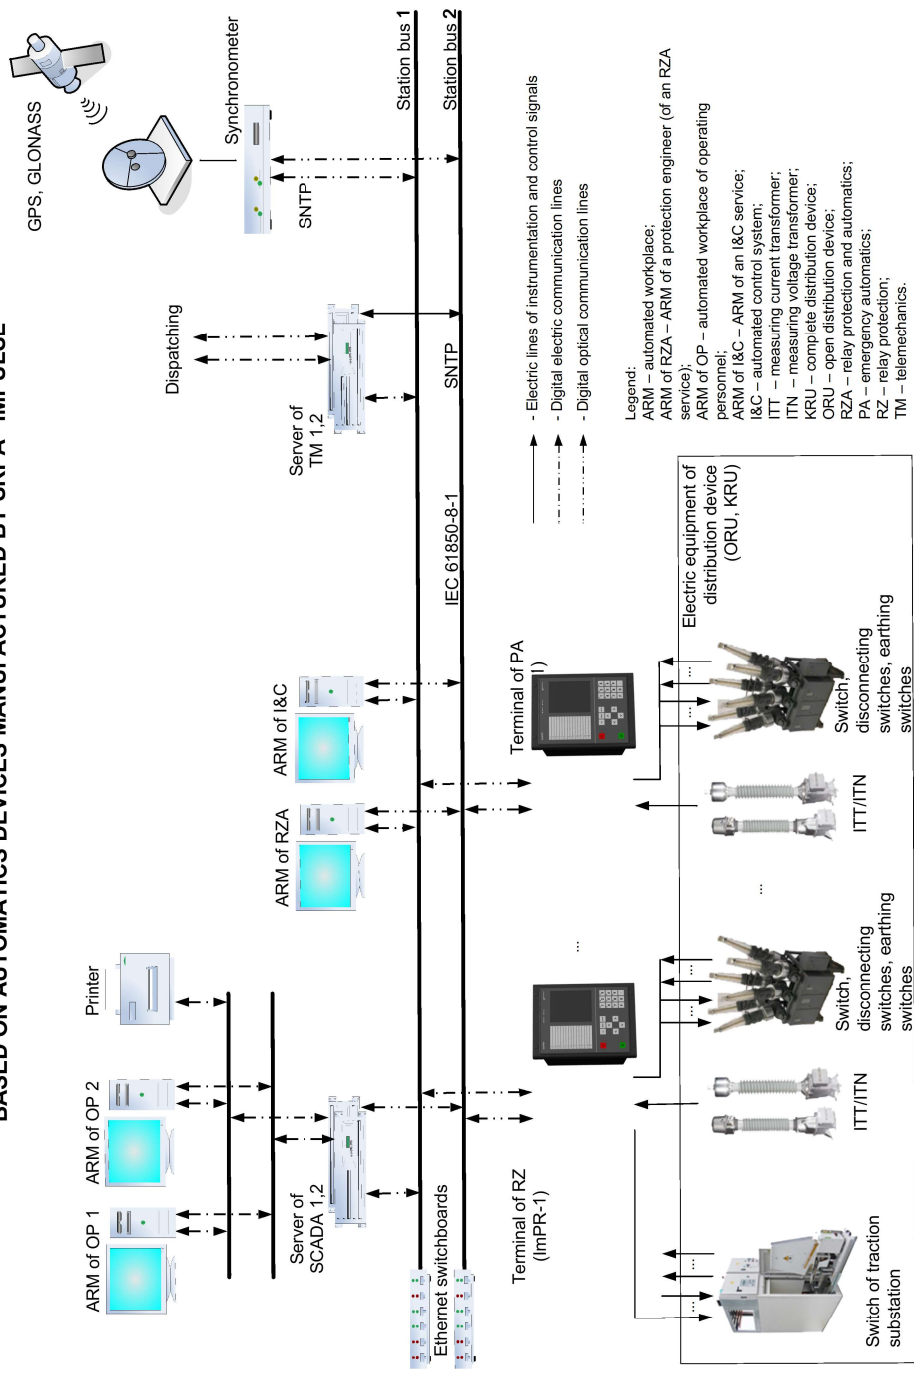 BASED ON AUTOMATICS DEVICES MANUFACTURED BY
GPS, GLONASS
Synchronometer
SNTP
Station bus 1
Station bus 2
Dispatching
Server of
TM 1,2
SNTP
IEC 61850-8-1
ARM of I&C
ARM of RZA
Printer
ARM of OP 2
ARM of OP 1
Server of
SCADA 1,2
Ethernet switchboards
Terminal of PA
1)
...
Terminal of RZ
(ImPR-1)
- Electric lines of instrumentation and control signals
- Digital electric communication lines
- Digital optical communication lines
Legend:
ARM – automated workplace;
ARM of RZA – ARM of a protection engineer (of an RZA
service);
ARM of OP – automated workplace of operating
personnel;
ARM of I&C – ARM of an I&C service;
I&C – automated control system;
ITT – measuring current transformer;
ITN – measuring voltage transformer;
KRU – complete distribution device;
ORU – open distribution device;
RZA – relay protection and automatics;
PA – emergency automatics;
RZ – relay protection;
TM – telemechanics.
Electric equipment of
distribution device
(ORU, KRU)
...
...
Switch,
disconnecting
switches, earthing
switches
ITT/ITN
...
...
...
Switch,
disconnecting
switches, earthing
switches
ITT/ITN
...
...
Switch of traction
substation